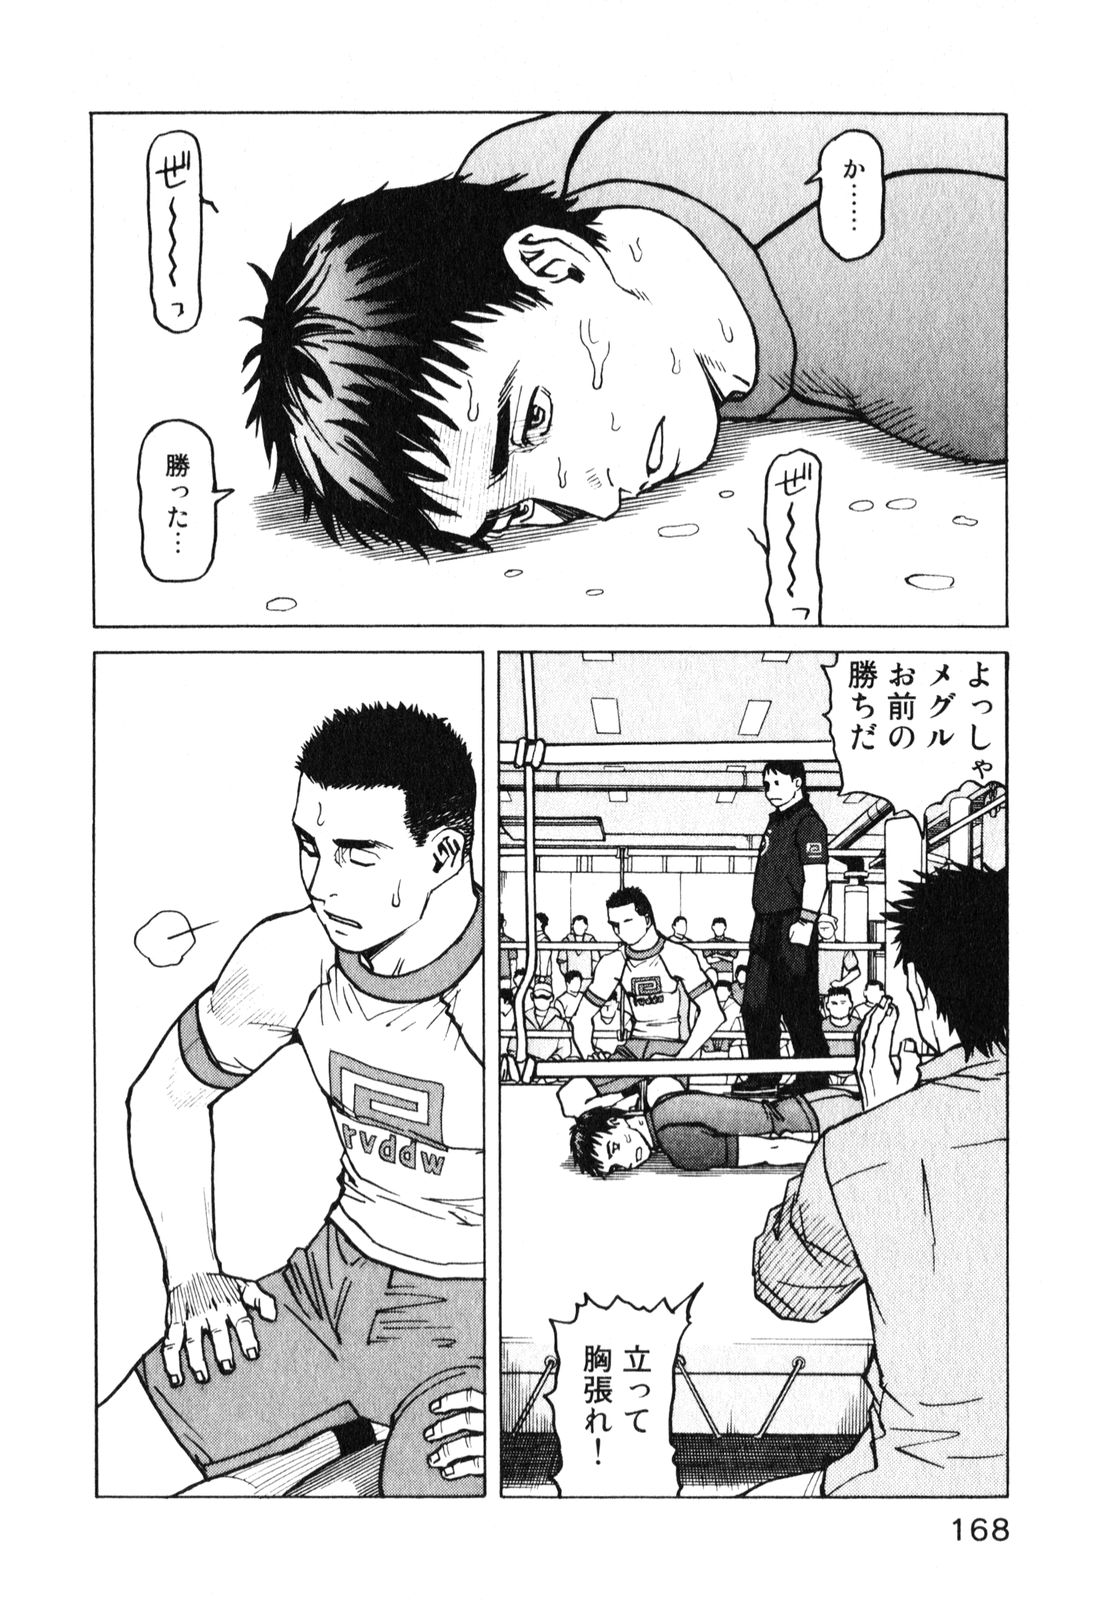 か……
ぜ〜〜〜〜っ
ぜ〜〜〜っ
勝った…
よっしゃ
メグル
お前の
勝ちだ
rvddw
立って
胸張れ！
rvddw
168